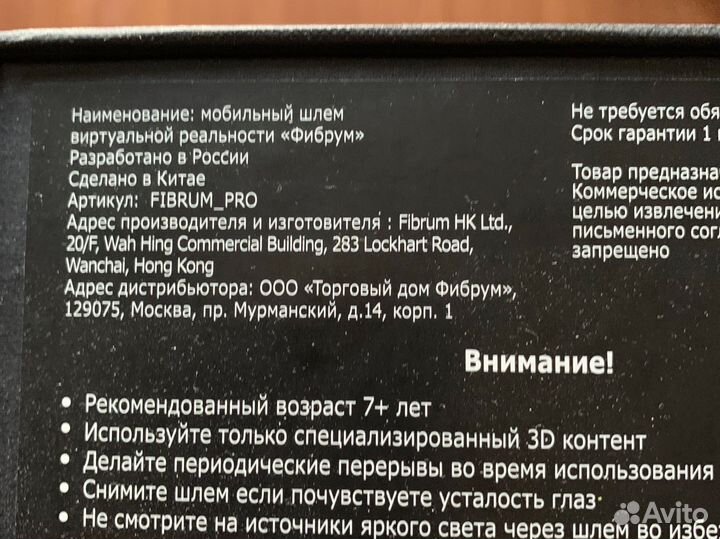 Наименование: мобильный шлем
виртуальной реальности «Фибрум»
Разработано в России
Сделано в Китае
Артикул: FIBRUM_PRO
Адрес производителя и изготовителя : Fibrum HK Ltd.,
20/F, Wah Hing Commercial Building, 283 Lockhart Road,
Wanchai, Hong Kong
Адрес дистрибьютора: ООО «Торговый дом Фибрум»,
129075, Москва, пр. Мурманский, д.14, корп. 1
Не требуется обя
Срок гарантии 1
Товар предназна
Коммерческое ис
целью извлечени
письменного согл
запрещено
Внимание!
• Рекомендованный возраст 7+ лет
• Используйте только специализированный 3D контент
• Делайте периодические перерывы во время использования
• Снимите шлем если почувствуете усталость глаз
• Не смотрите на источники яркого света через шлем во избе
Avito